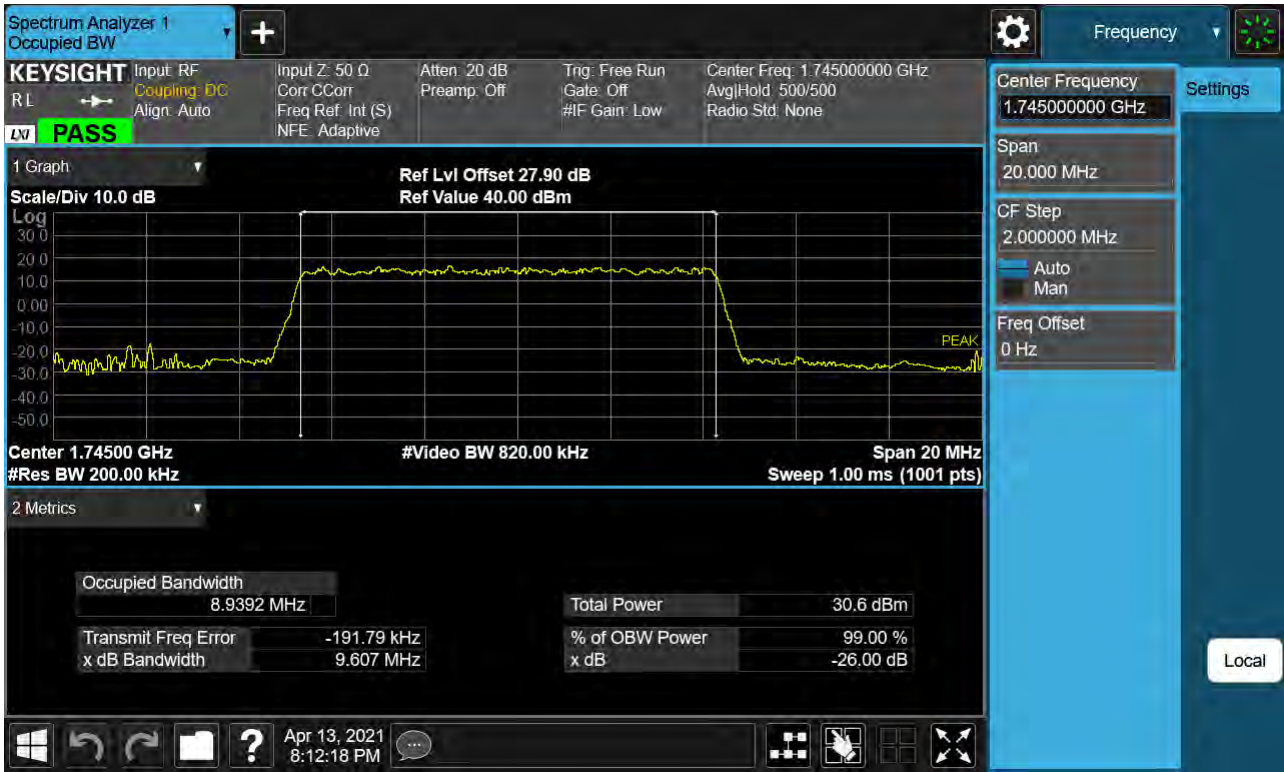 Spectrum Analyzer 1
Occupied BW
+
Frequency
KEYSIGHT
RL
LXI
PASS
Input: RF
Coupling: DC
Align: Auto
Input Z: 50 Ω
Corr CCorr
Freq Ref: Int (S)
NFE: Adaptive
Atten: 20 dB
Preamp: Off
Trig: Free Run
Gate: Off
#IF Gain: Low
Center Freq: 1.745000000 GHz
Avg|Hold: 500/500
Radio Std: None
Center Frequency
1.745000000 GHz
Settings
Span
20.000 MHz
CF Step
2.000000 MHz
Auto
Man
Freq Offset
0 Hz
1 Graph
Scale/Div 10.0 dB
Ref Lvl Offset 27.90 dB
Ref Value 40.00 dBm
Log
30.0
20.0
10.0
0.00
-10.0
-20.0
-30.0
-40.0
-50.0
PEAK
Center 1.74500 GHz
#Video BW 820.00 kHz
Span 20 MHz
#Res BW 200.00 kHz
Sweep 1.00 ms (1001 pts)
2 Metrics
Occupied Bandwidth
8.9392 MHz
Total Power 30.6 dBm
Transmit Freq Error -191.79 kHz
% of OBW Power 99.00 %
x dB Bandwidth 9.607 MHz
x dB -26.00 dB
Local
?
Apr 13, 2021
8:12:18 PM